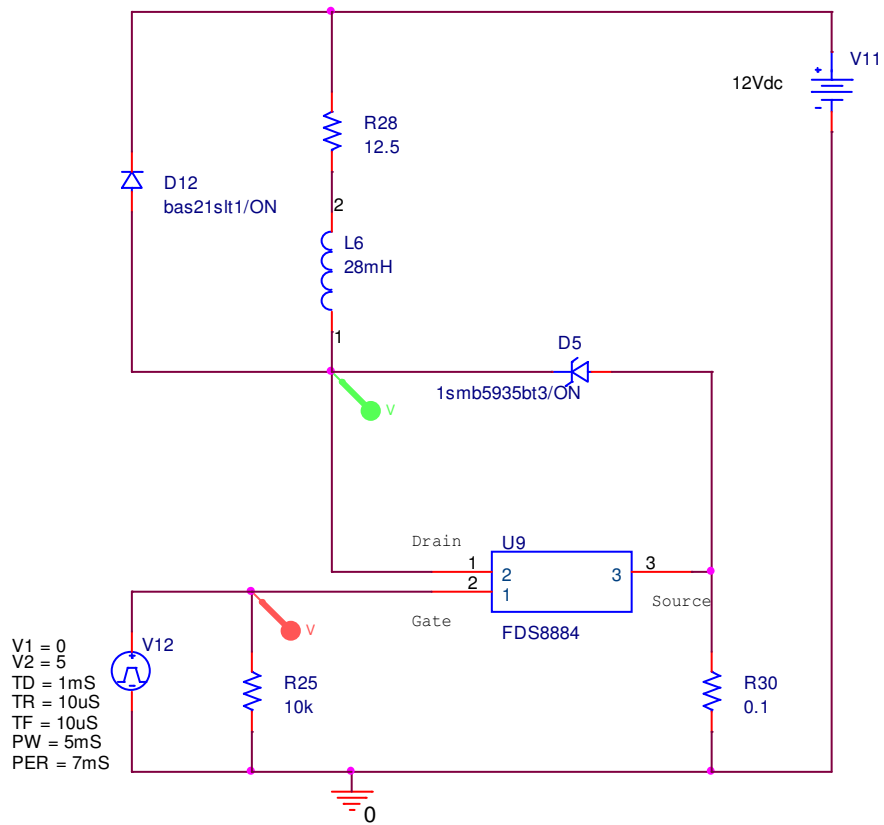 V11
12Vdc
+
-
R28
12.5
D12
bas21slt1/ON
2
L6
28mH
1
D5
1smb5935bt3/ON
V
Drain
U9
1
2
3
3
2
1
Gate
Source
FDS8884
V
V1 = 0
V2 = 5
TD = 1mS
TR = 10uS
TF = 10uS
PW = 5mS
PER = 7mS
V12
+
-
R25
10k
R30
0.1
0